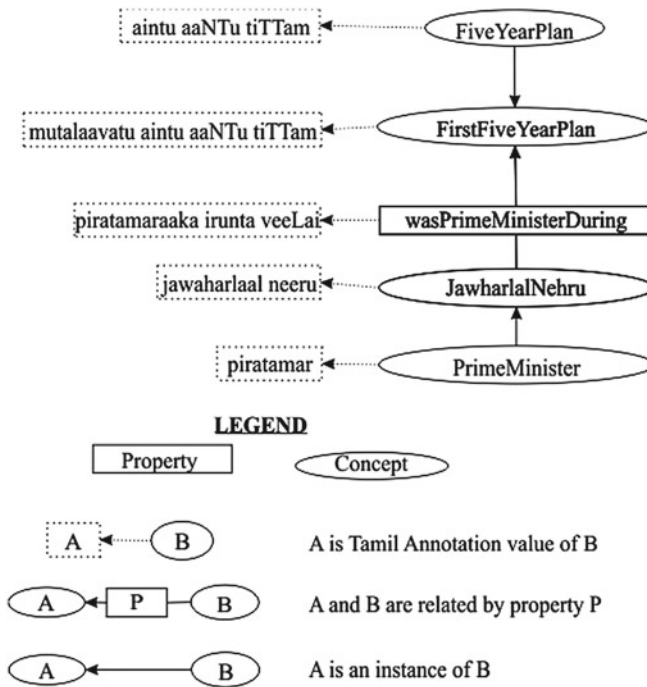 aintu aaNTu tiTTam
FiveYearPlan
mutalaavatu aintu aaNTu tiTTam
FirstFiveYearPlan
piratamaraaka irunta veeLai
wasPrimeMinisterDuring
jawaharlaal neeru
JawharlalNehru
piratamar
PrimeMinister
LEGEND
Property
Concept
A
B
A is Tamil Annotation value of B
A
P
B
A and B are related by property P
A
B
A is an instance of B